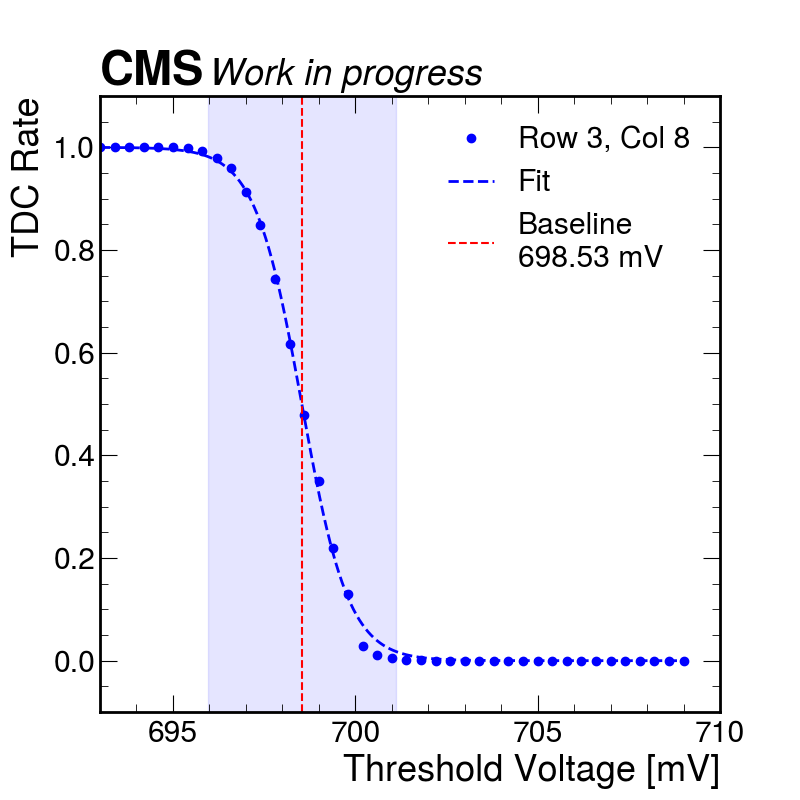 CMS Work in progress
TDC Rate
1.0
0.8
0.6
0.4
0.2
0.0
Row 3, Col 8
Fit
Baseline
698.53 mV
695
700
705
710
Threshold Voltage [mV]